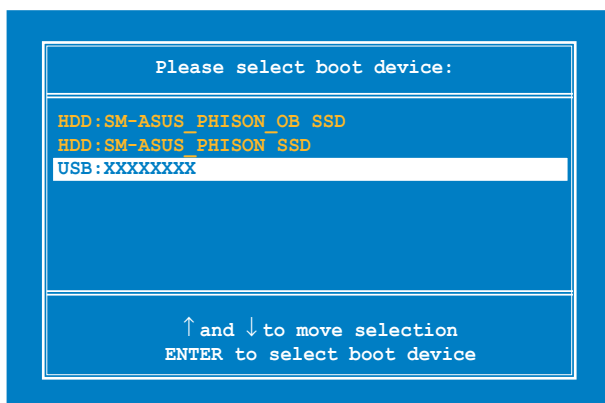 Please select boot device:
HDD:SM-ASUS_PHISON_OB SSD
HDD:SM-ASUS_PHISON SSD
USB:XXXXXXXX
↑ and ↓ to move selection
ENTER to select boot device